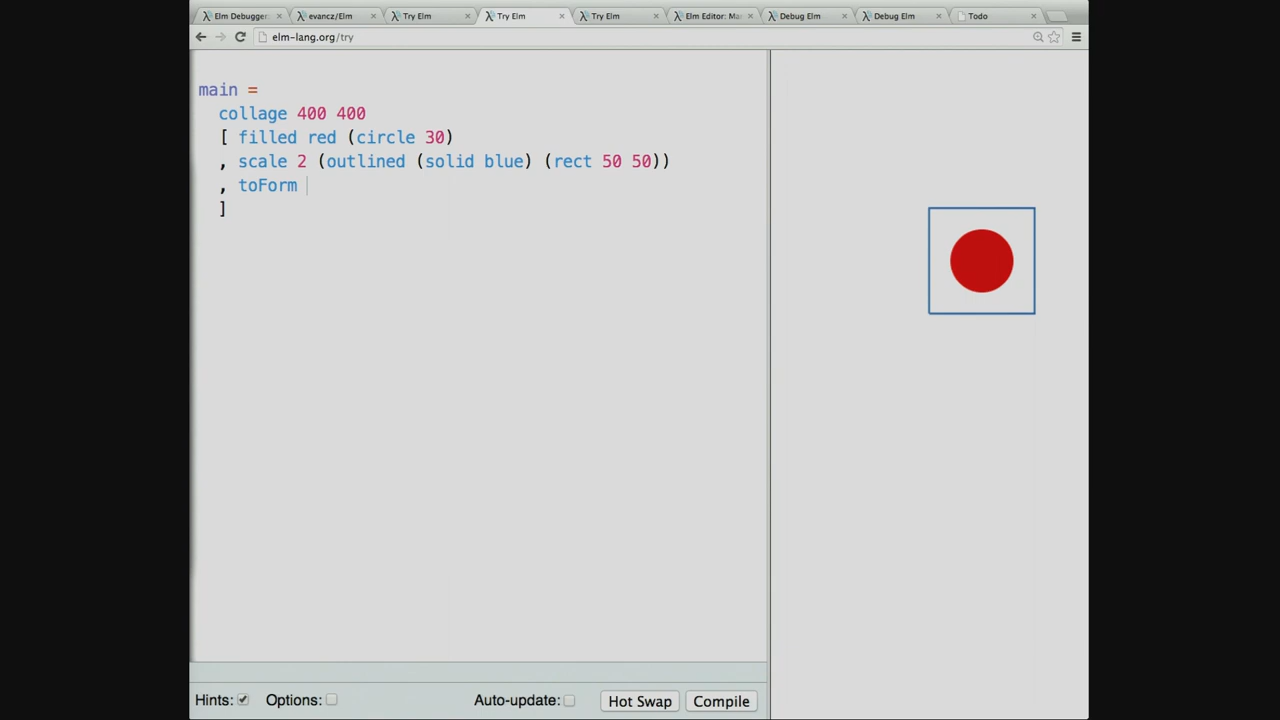 Elm Debugger: evancz/Elm Try Elm Try Elm Try Elm Elm Editor: Ma Debug Elm Debug Elm Todo
elm-lang.org/try
main =
collage 400 400
[ filled red (circle 30)
, scale 2 (outlined (solid blue) (rect 50 50))
, toForm
]
Hints: Options: Auto-update: Hot Swap Compile